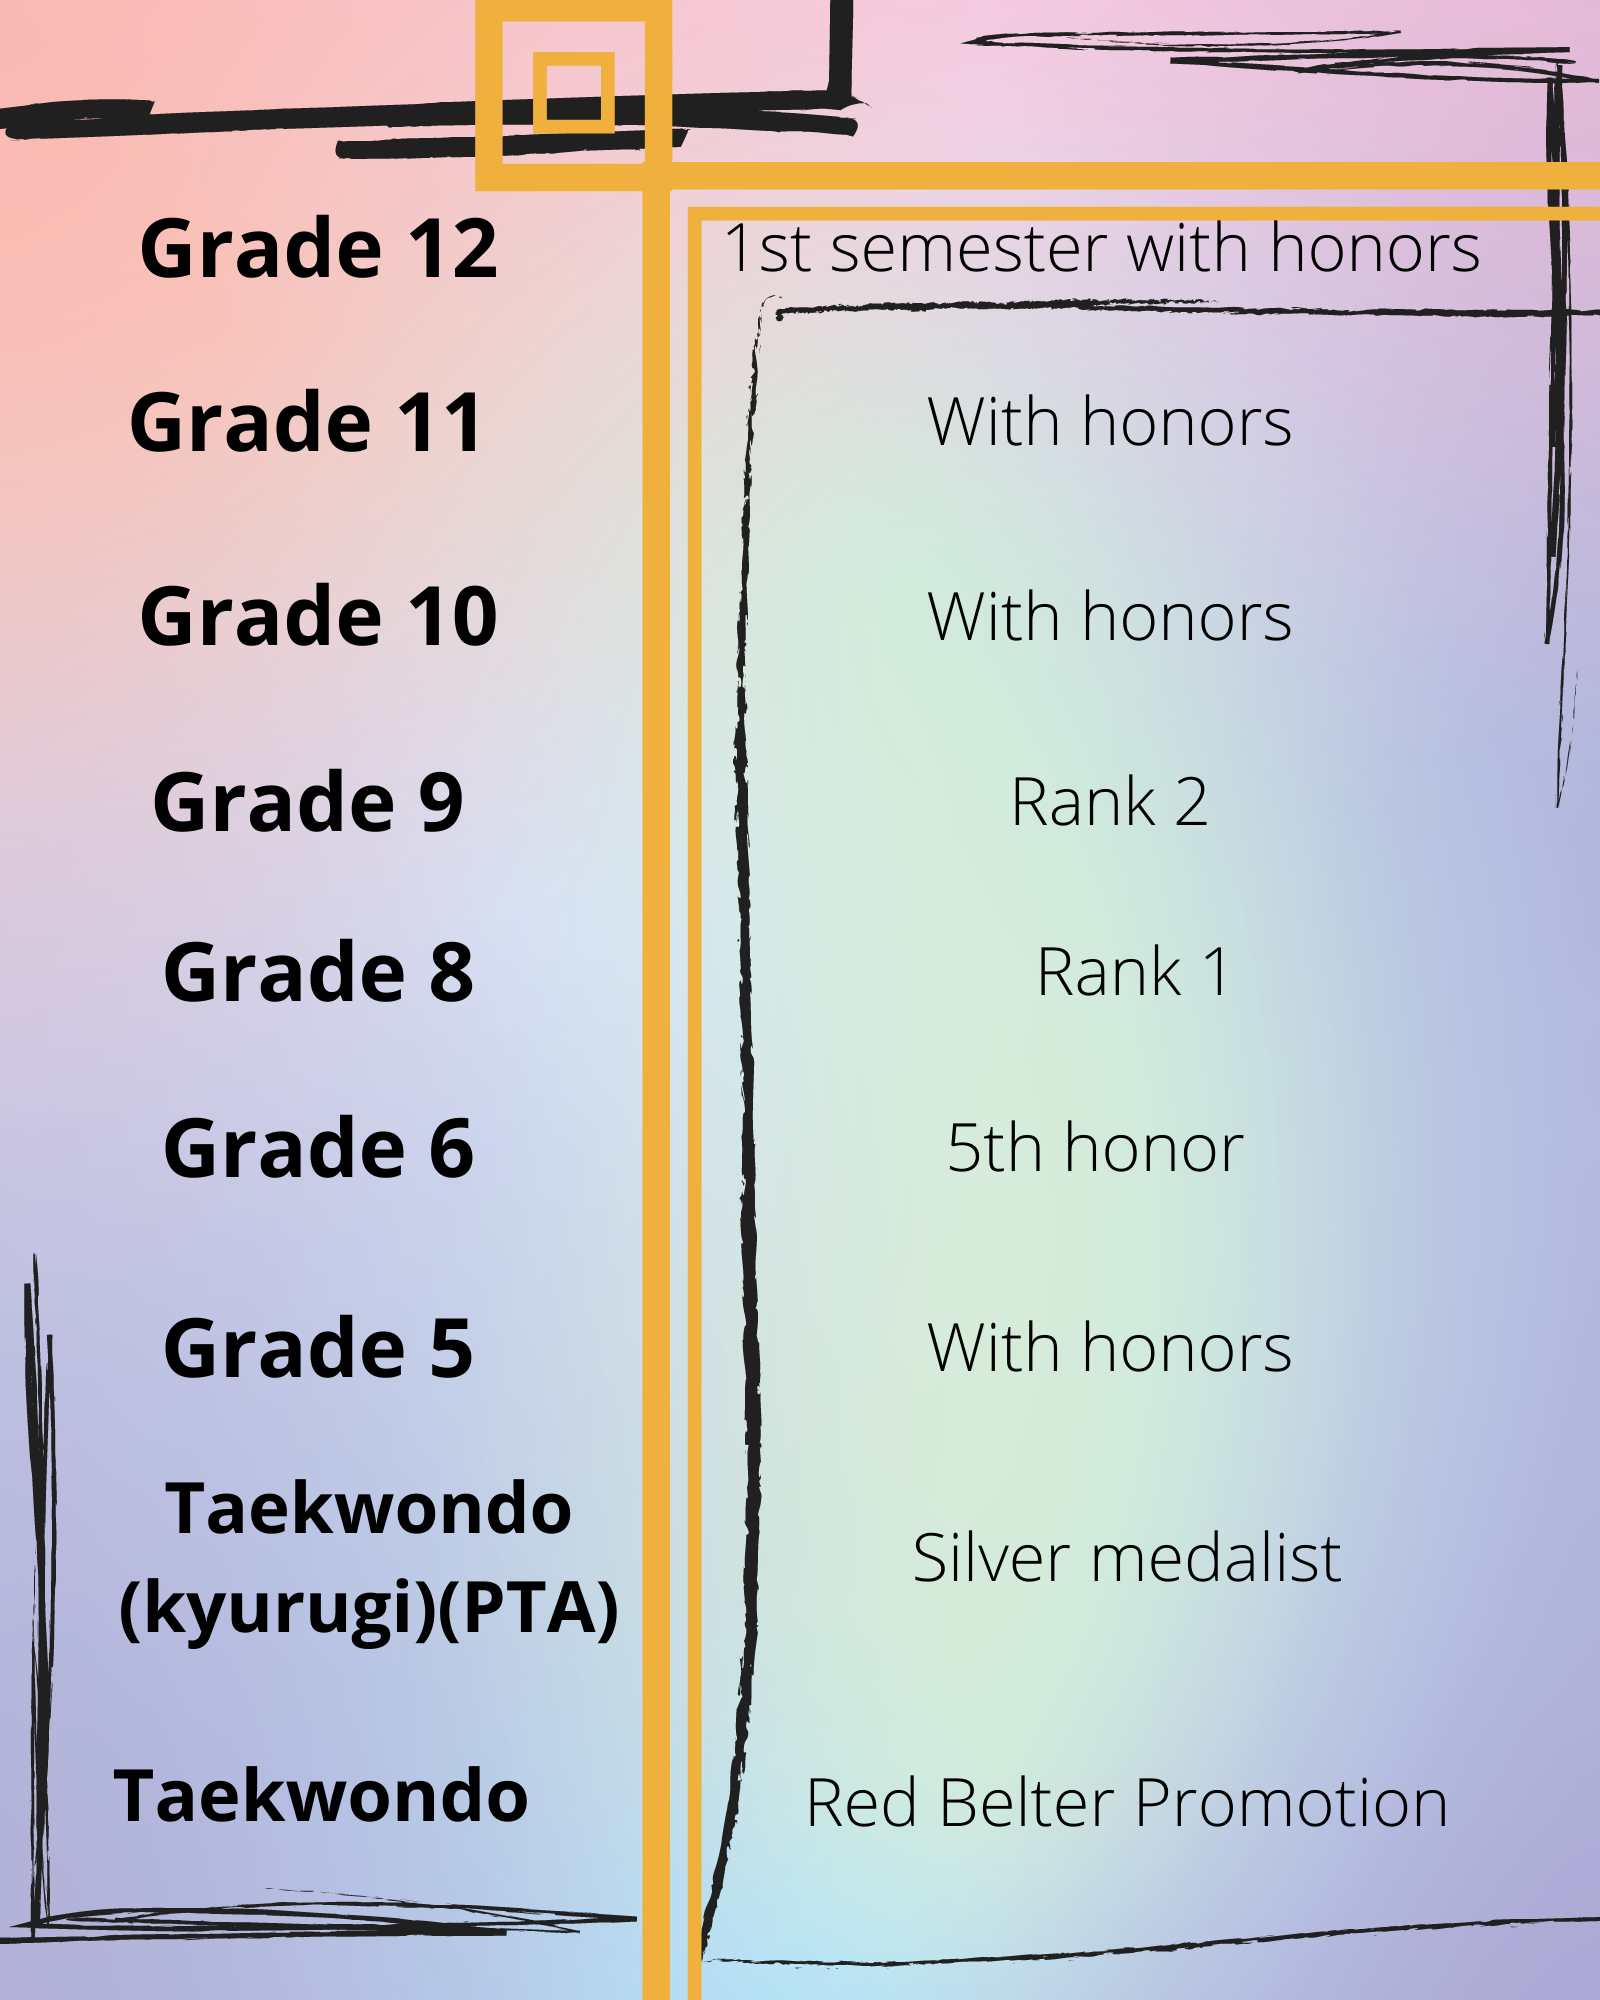 Grade 12
1st semester with honors
Grade 11
With honors
Grade 10
With honors
Grade 9
Rank 2
Grade 8
Rank 1
Grade 6
5th honor
Grade 5
With honors
Taekwondo
(kyurugi)(PTA)
Silver medalist
Taekwondo
Red Belter Promotion